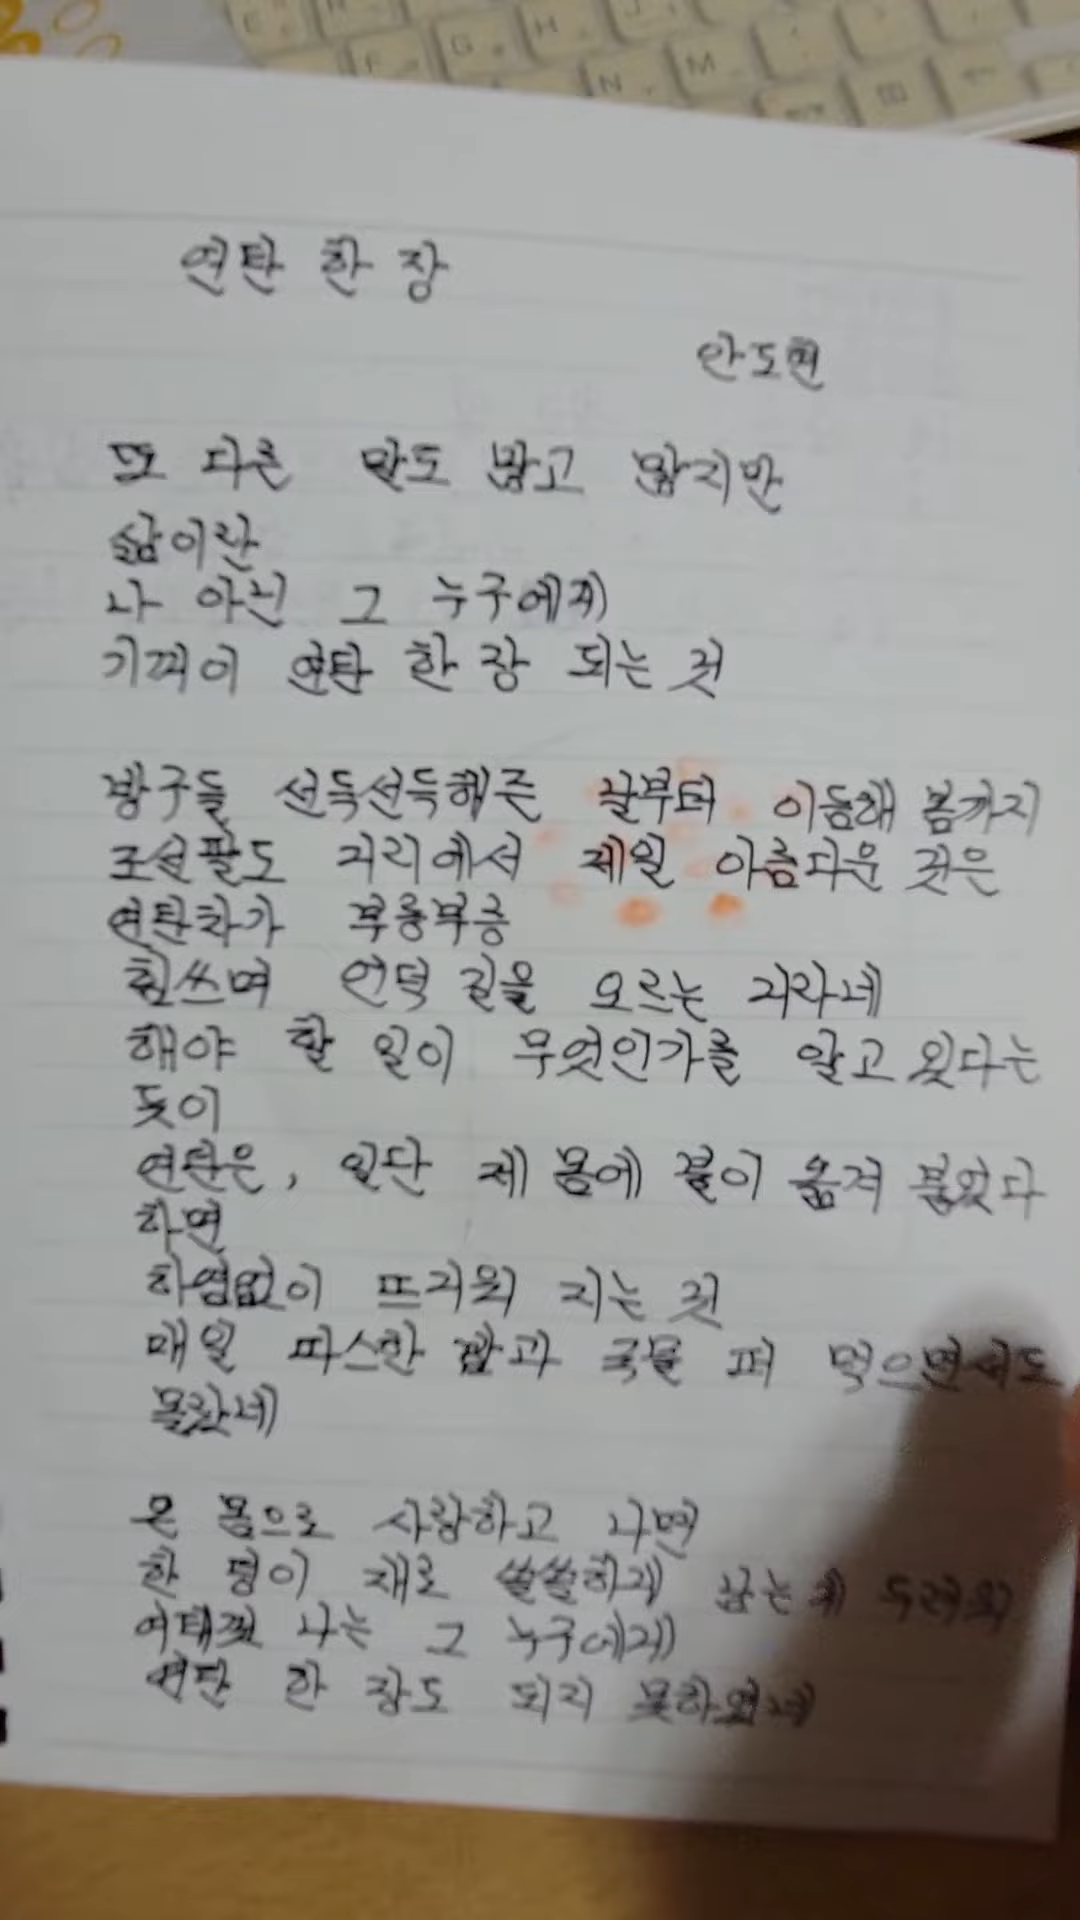 E H J
F G H
N M
연탄 한 장
안도현
또 다른 말도 많고 많지만
삶이란
나 아닌 그 누구에게
기꺼이 연탄 한 장 되는 것
방구들 선득선득해즌 날부터 이듬해 봄까지
조선팔도 거리에서 제일 아름다운 것은
연탄차가 부릉부릉
힘쓰며 언덕 길을 오르는 거라네
해야 할 일이 무엇인가를 알고 있다는
듯이
연탄은, 일단 제 몸에 불이 옮겨 붙었다
하면
하염없이 뜨거워 지는 것
매일 따스한 밥과 국물 퍼 먹으면서도
몰랐네
온 몸으로 사랑하고 나면
한 덩이 재로 쓸쓸하게 남는게 두려워
여태껏 나는 그 누구에게
연탄 한 장도 되지 못하였네